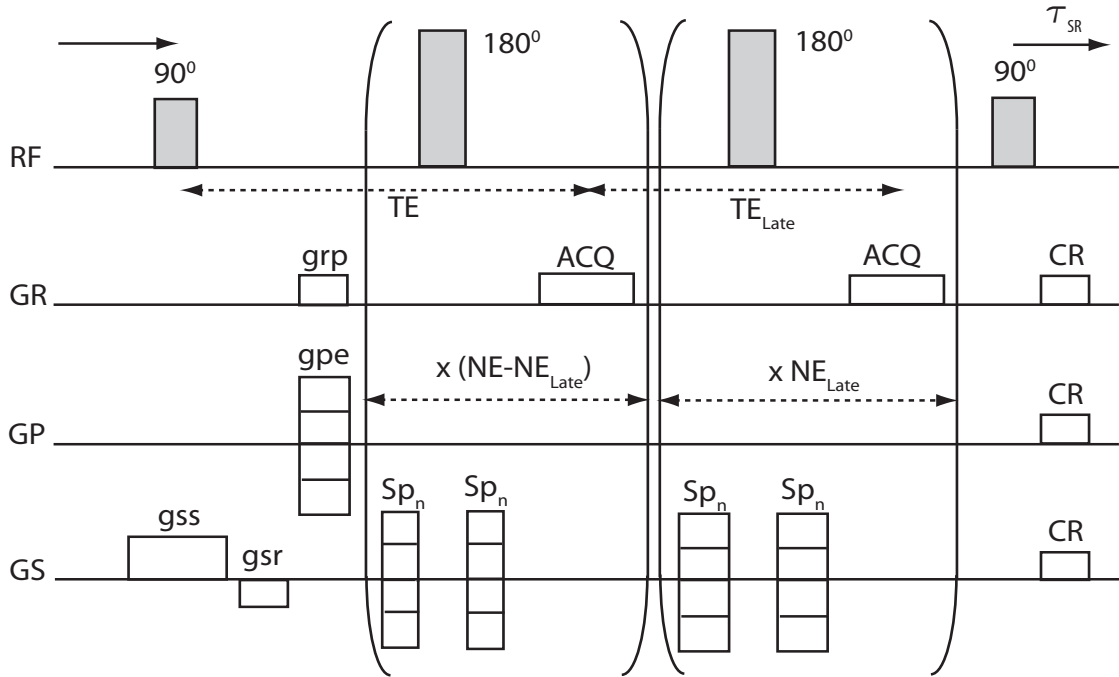 τSR
180⁰
180⁰
90⁰
90⁰
RF
TE
TELate
grp
ACQ
ACQ
CR
GR
gpe
x (NE-NELate)
x NELate
CR
GP
Spn
Spn
Spn
Spn
gss
gsr
CR
GS